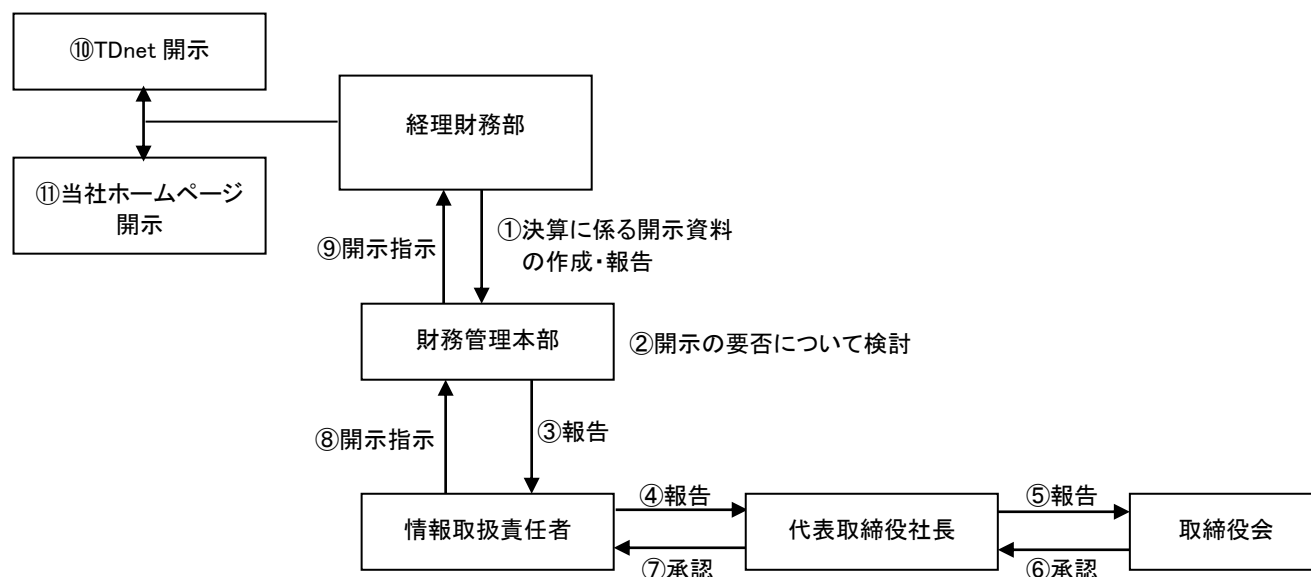 ⑩TDnet 開示
経理財務部
⑪当社ホームページ
開示
⑨開示指示
①決算に係る開示資料
の作成・報告
財務管理本部
②開示の要否について検討
⑧開示指示
③報告
情報取扱責任者
④報告
代表取締役社長
⑤報告
取締役会
⑦承認
⑥承認